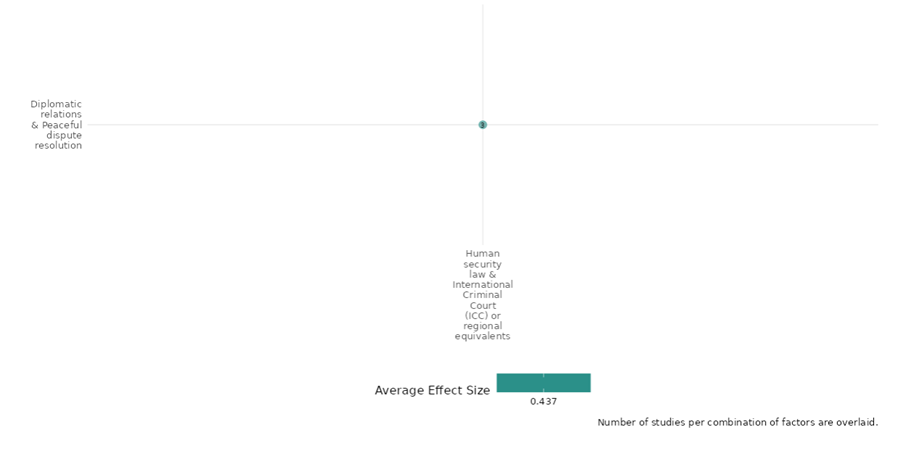 Diplomatic
relations
& Peaceful
dispute
resolution
Human
security
law &
International
Criminal
Court
(ICC) or
regional
equivalents
Average Effect Size
0.437
Number of studies per combination of factors are overlaid.